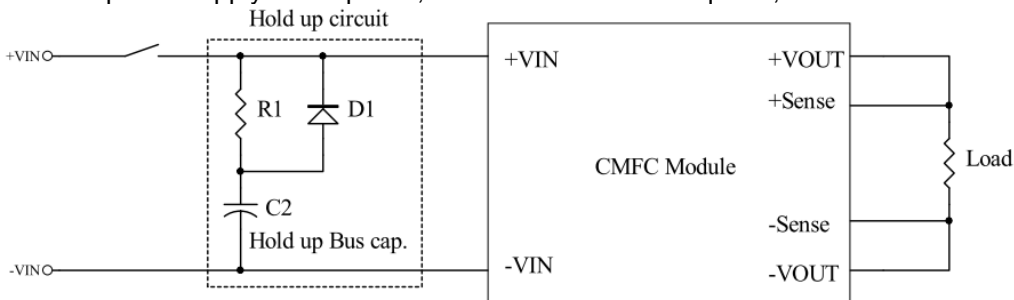 Hold up circuit
+VIN
+VIN
+VOUT
+Sense
R1
D1
CMFC Module
Load
C2
Hold up Bus cap.
-Sense
-VIN
-VIN
-VOUT